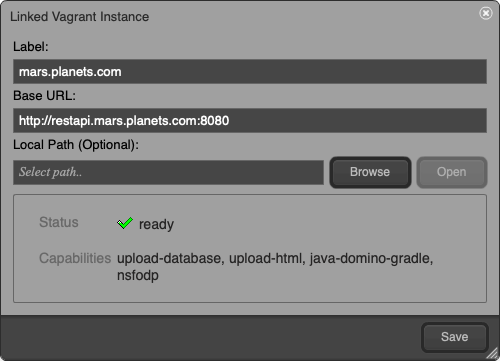 Linked Vagrant Instance
Label:
mars.planets.com
Base URL:
http://restapi.mars.planets.com:8080
Local Path (Optional):
Select path..
Browse
Open
Status
ready
Capabilities
upload-database, upload-html, java-domino-gradle,
nsfodp
Save